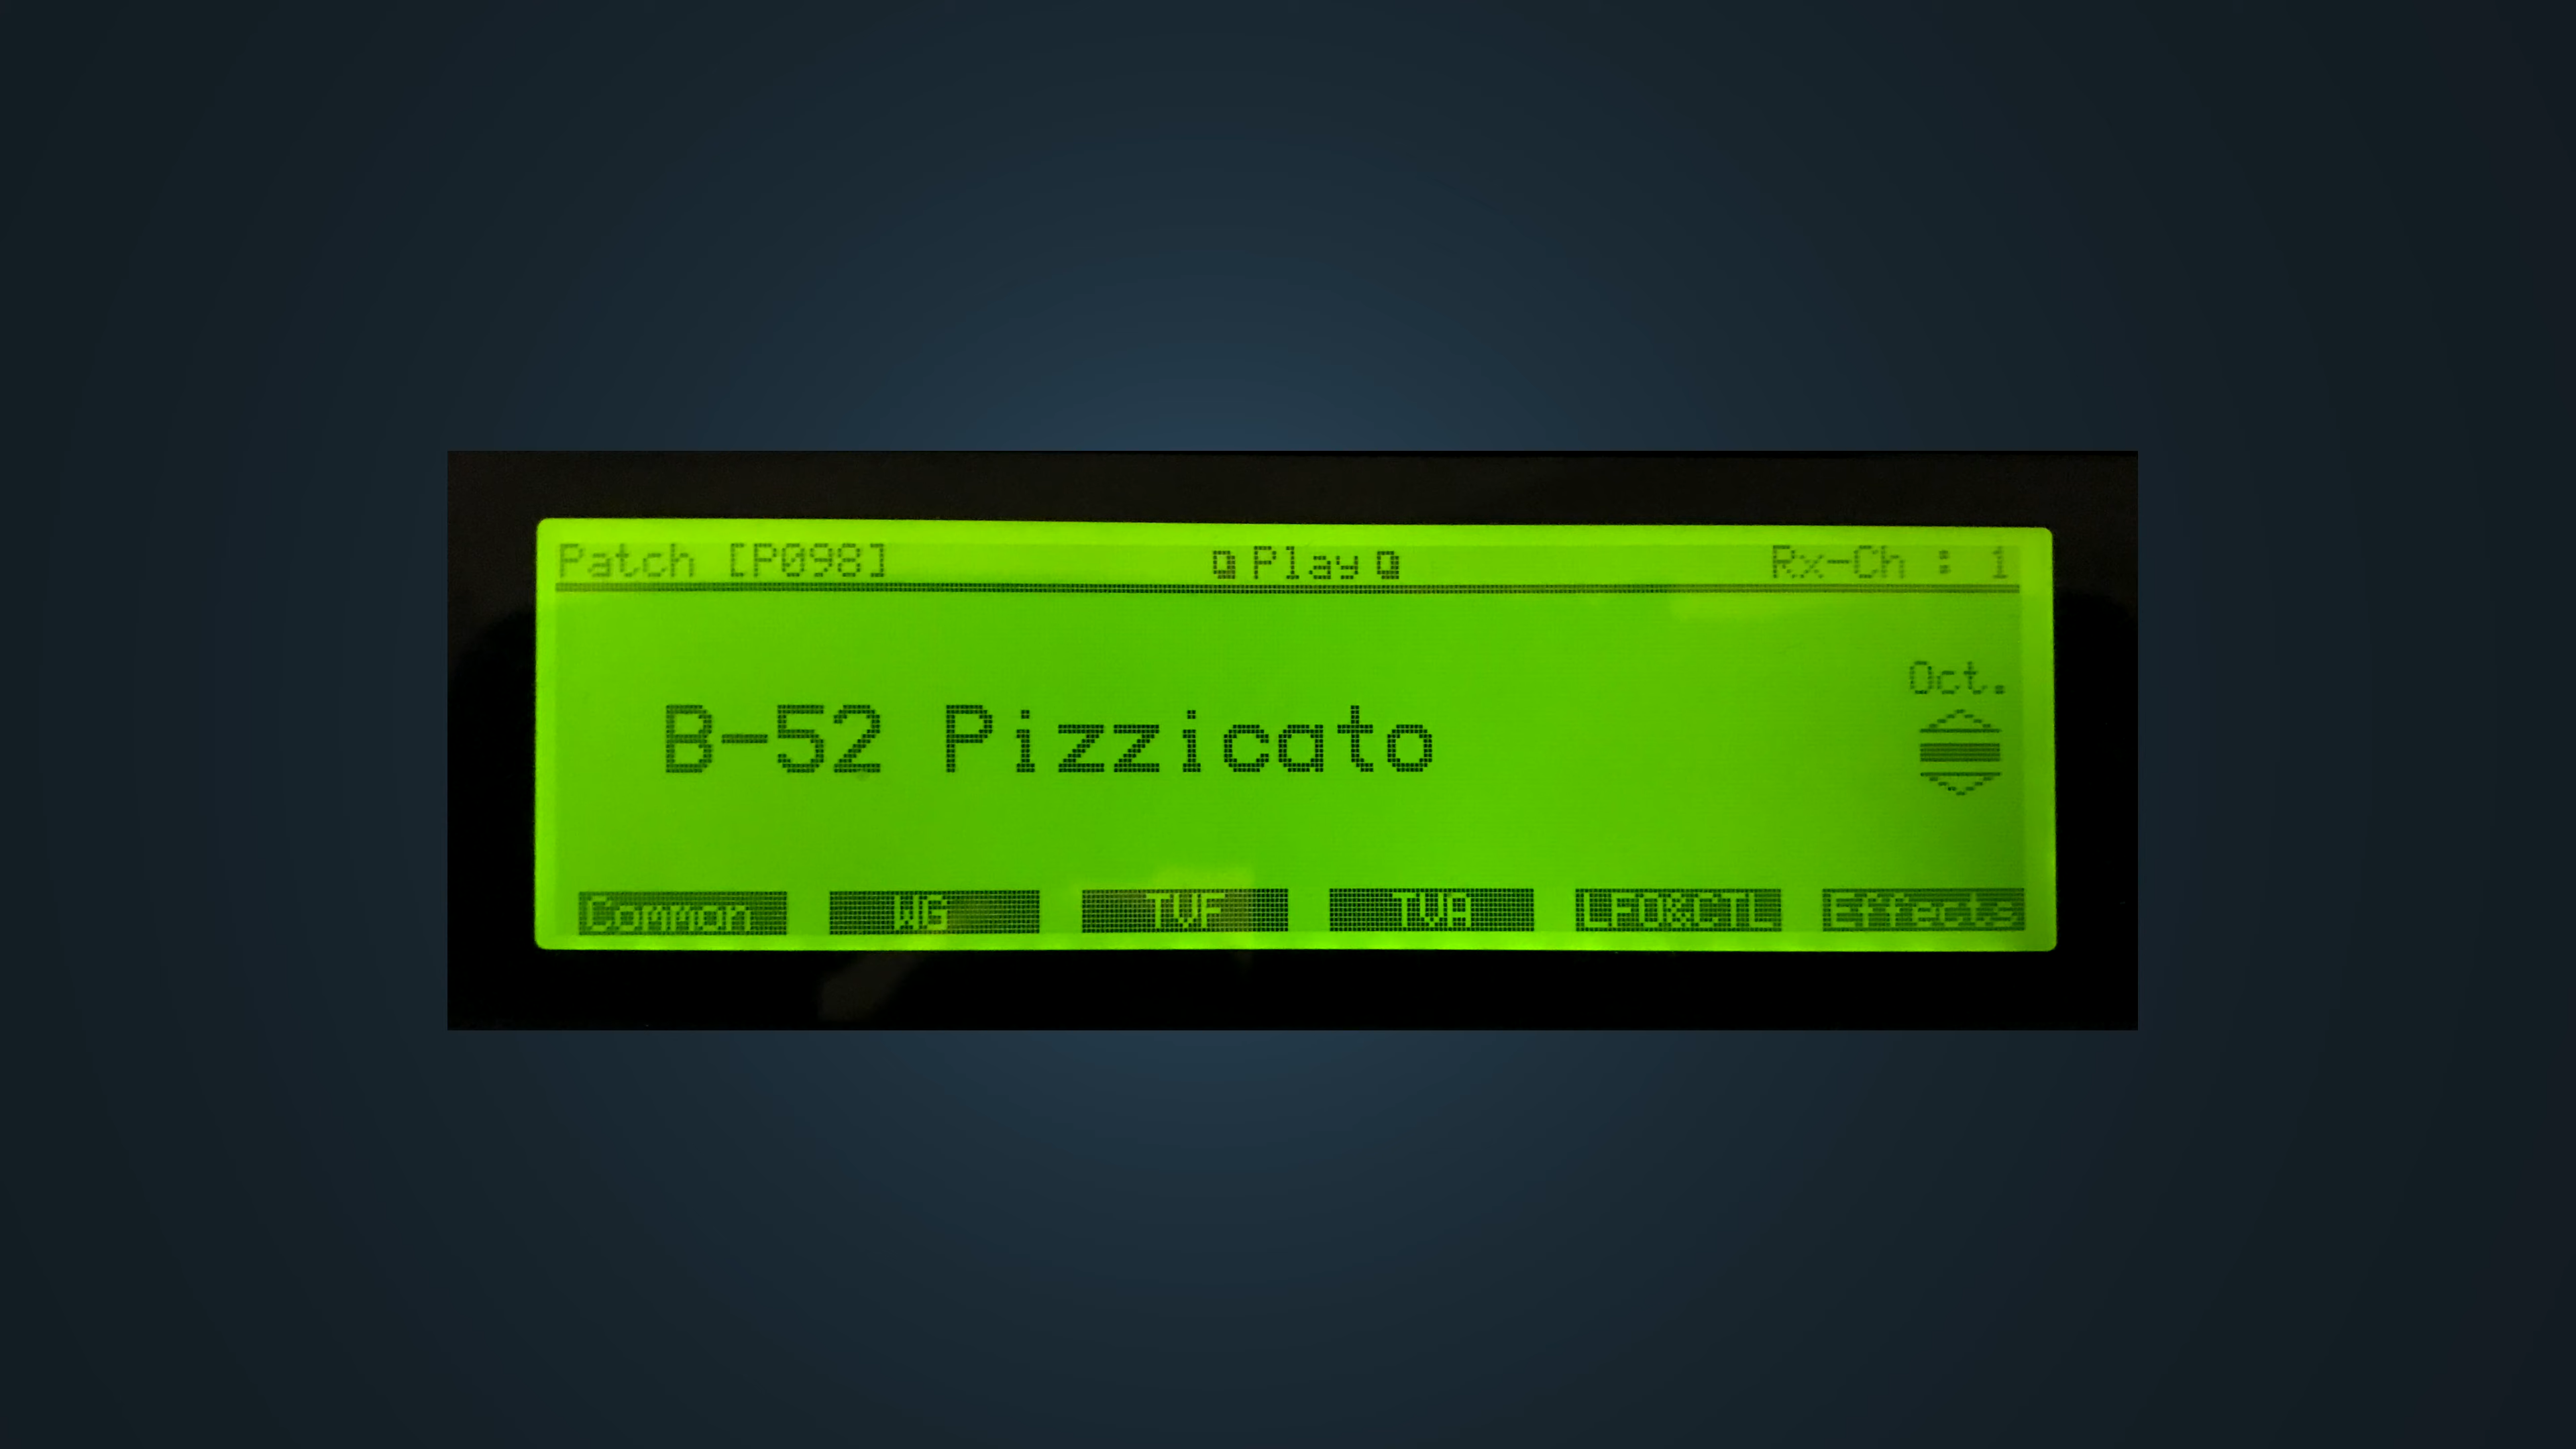 Patch [P098] Play Rx-Ch : 1
Oct.
B-52 Pizzicato
Common WG TVF TVA LFO&CTL Effects